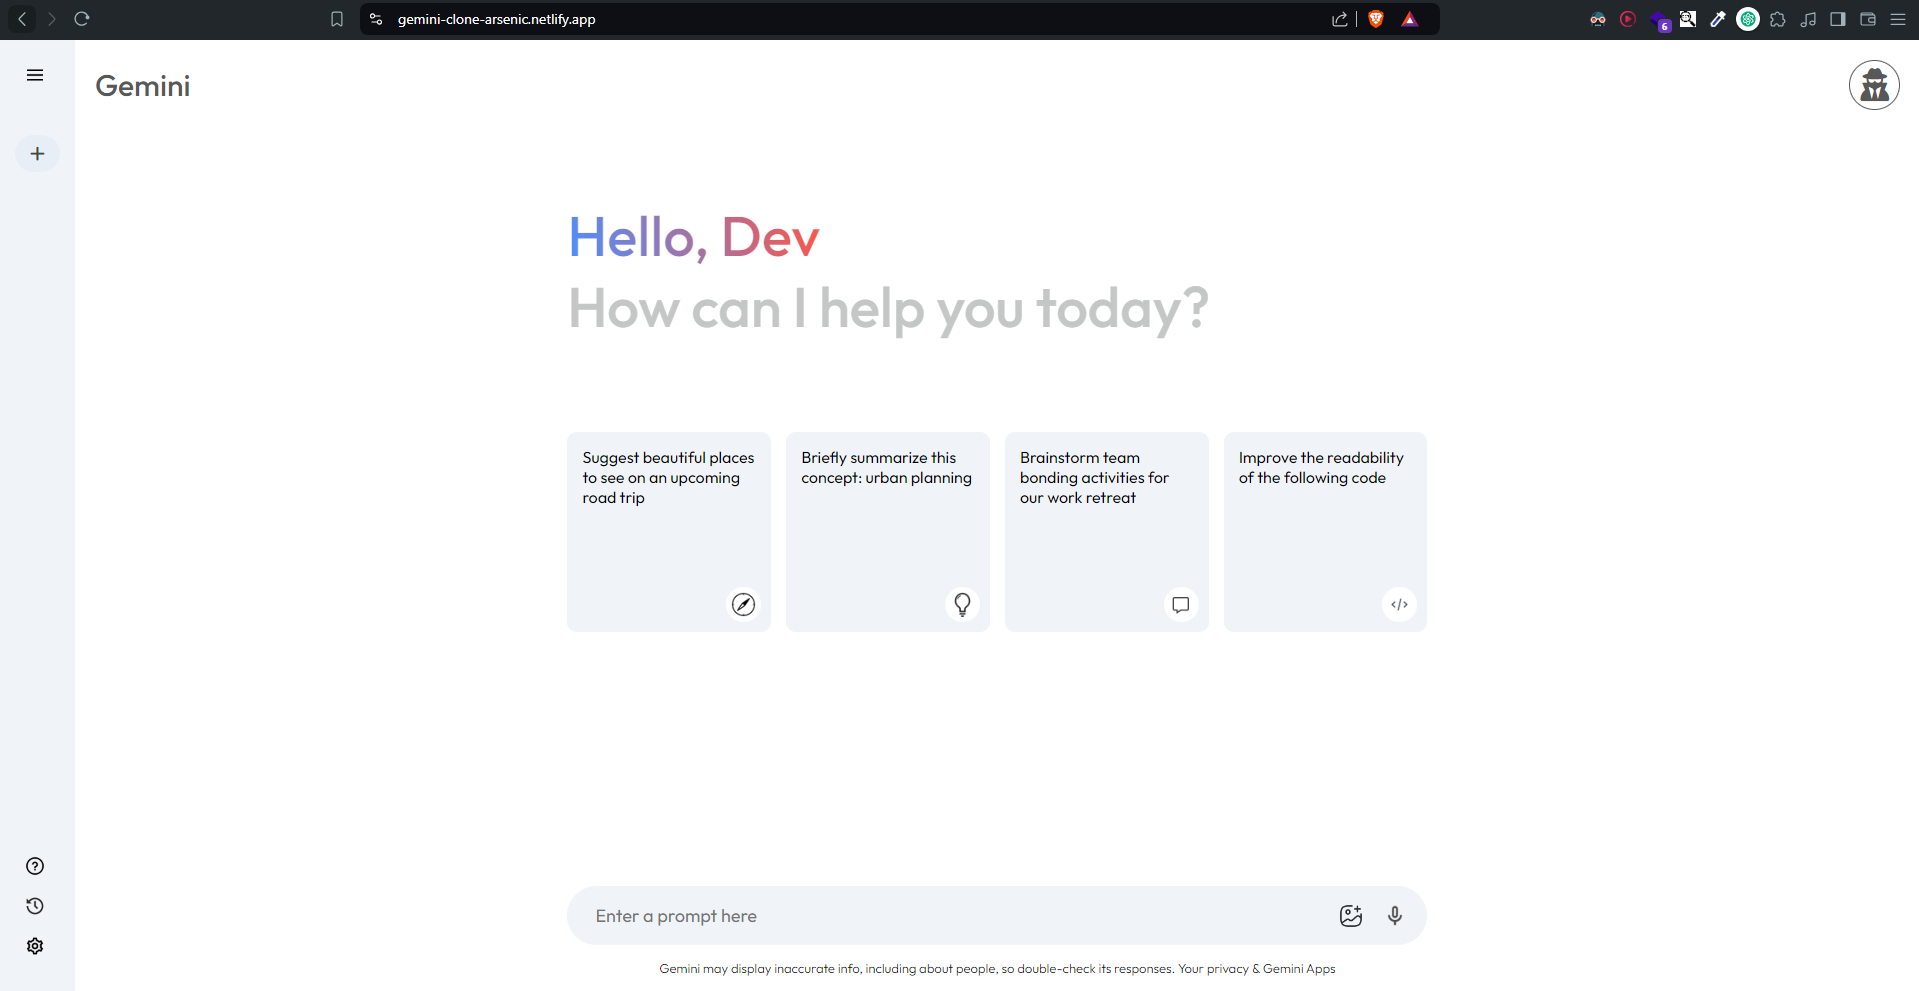 gemini-clone-arsenic.netlify.app
6
Gemini
Hello, Dev
How can I help you today?
Suggest beautiful places
to see on an upcoming
road trip
Briefly summarize this
concept: urban planning
Brainstorm team
bonding activities for
our work retreat
Improve the readability
of the following code
</>
Enter a prompt here
Gemini may display inaccurate info, including about people, so double-check its responses. Your privacy & Gemini Apps